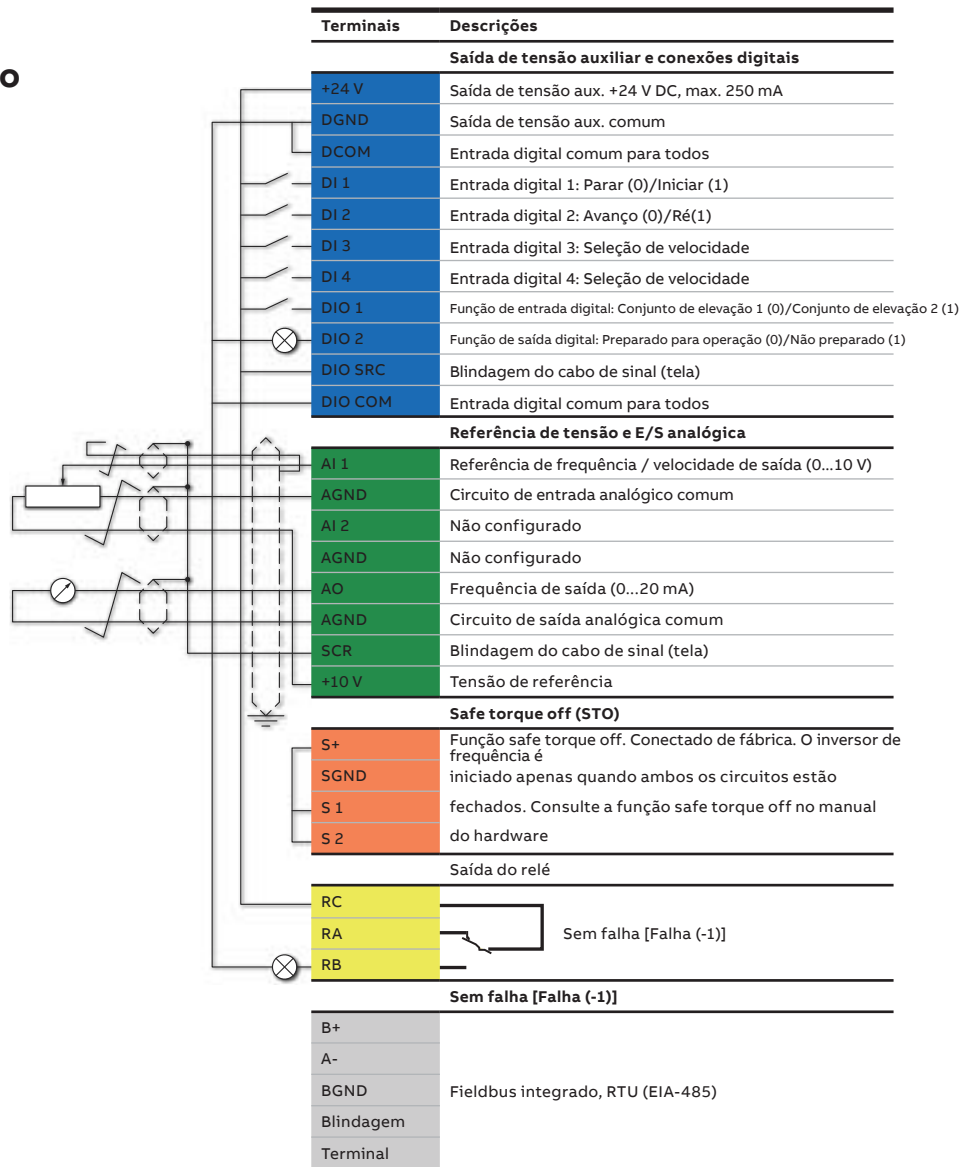 Terminais Descrições
Saída de tensão auxiliar e conexões digitais
o
+24 V Saída de tensão aux. +24 V DC, max. 250 mA
DGND Saída de tensão aux. comum
DCOM Entrada digital comum para todos
DI 1 Entrada digital 1: Parar (0)/Iniciar (1)
DI 2 Entrada digital 2: Avanço (0)/Ré(1)
DI 3 Entrada digital 3: Seleção de velocidade
DI 4 Entrada digital 4: Seleção de velocidade
DIO 1 Função de entrada digital: Conjunto de elevação 1 (0)/Conjunto de elevação 2 (1)
DIO 2 Função de saída digital: Preparado para operação (0)/Não preparado (1)
DIO SRC Blindagem do cabo de sinal (tela)
DIO COM Entrada digital comum para todos
Referência de tensão e E/S analógica
AI 1 Referência de frequência / velocidade de saída (0...10 V)
AGND Circuito de entrada analógico comum
AI 2 Não configurado
AGND Não configurado
AO Frequência de saída (0...20 mA)
AGND Circuito de saída analógica comum
SCR Blindagem do cabo de sinal (tela)
+10 V Tensão de referência
Safe torque off (STO)
S+ Função safe torque off. Conectado de fábrica. O inversor de
frequência é
SGND iniciado apenas quando ambos os circuitos estão
S 1 fechados. Consulte a função safe torque off no manual
S 2 do hardware
Saída do relé
RC
RA Sem falha [Falha (-1)]
RB
Sem falha [Falha (-1)]
B+
A-
BGND Fieldbus integrado, RTU (EIA-485)
Blindagem
Terminal